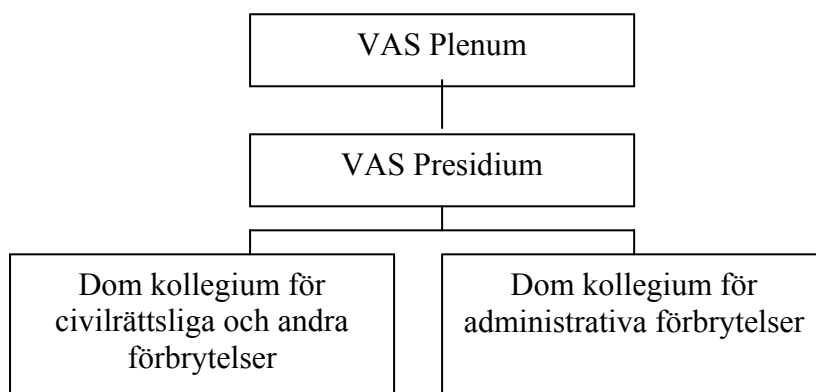 VAS Plenum
VAS Presidium
Dom kollegium för
civilrättsliga och andra
förbrytelser
Dom kollegium för
administrativa förbrytelser